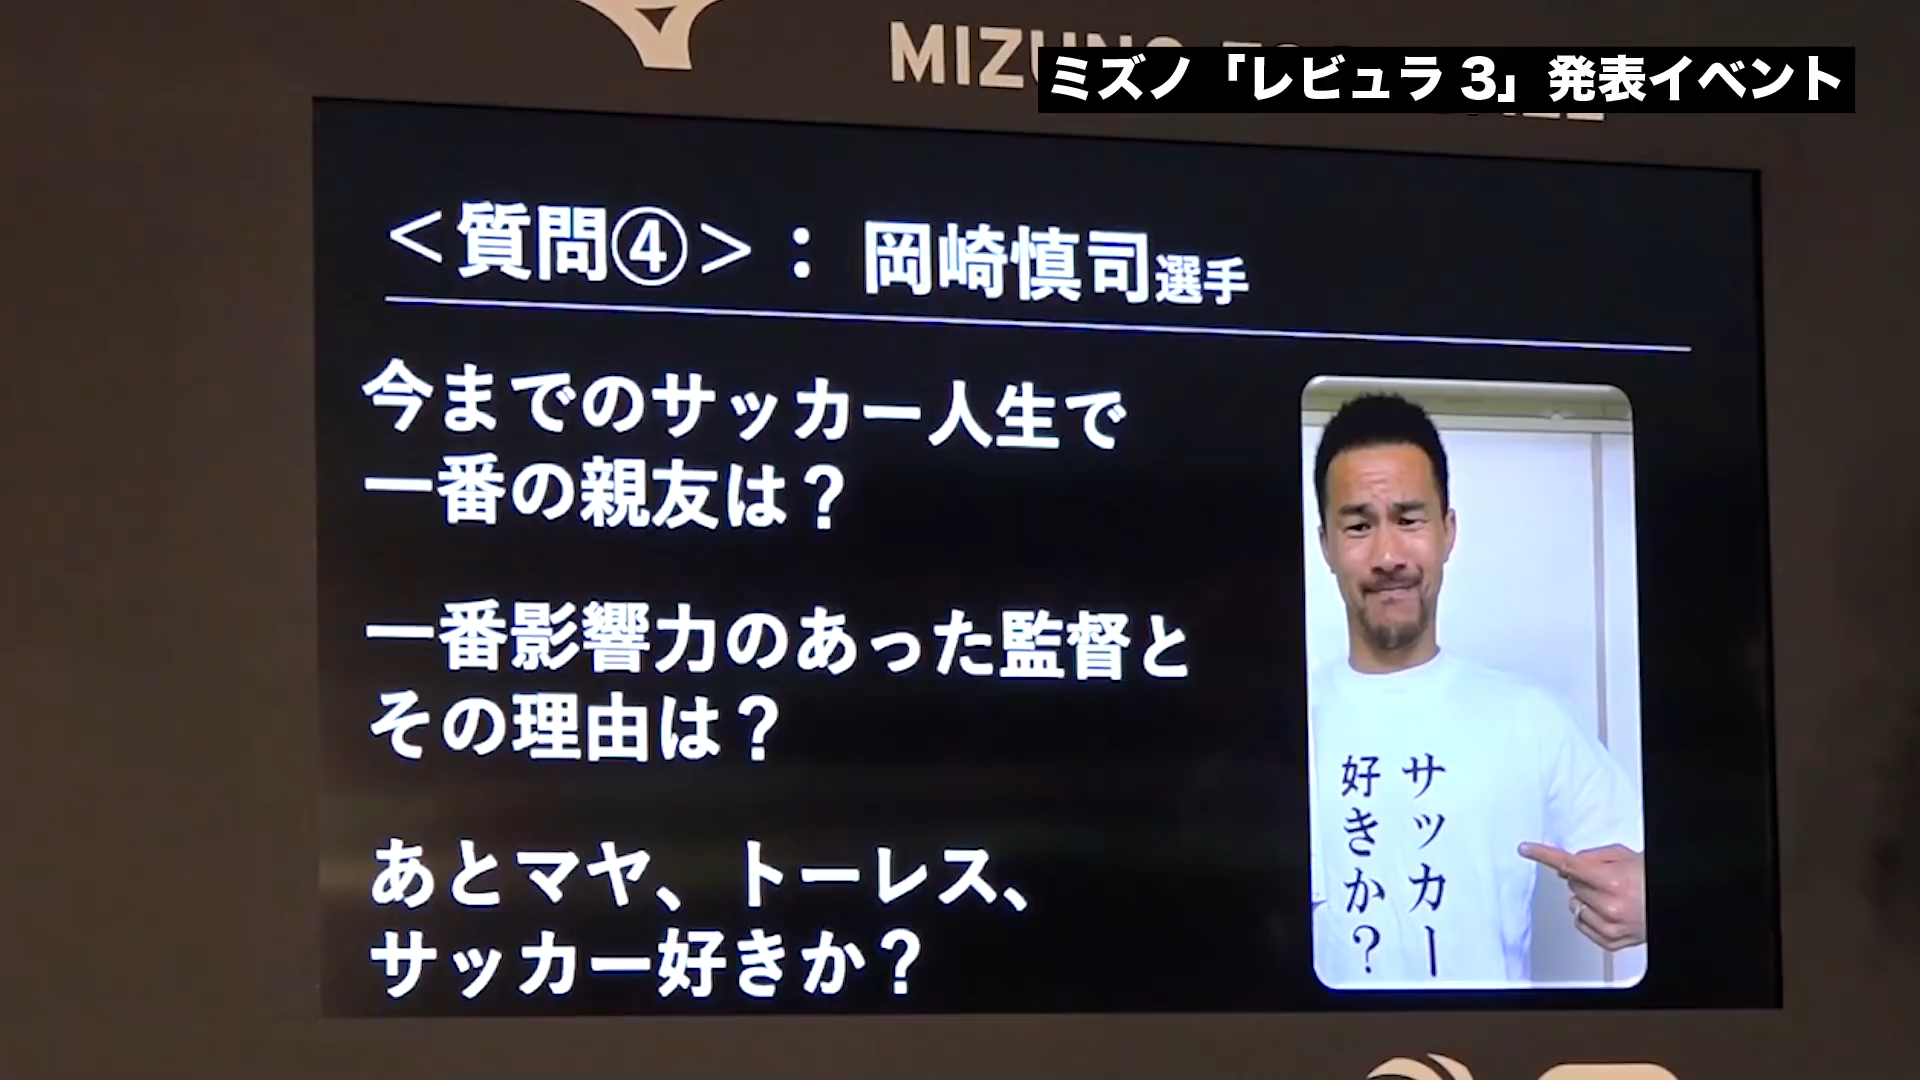 MIZU
ミズノ「レビュラ3」発表イベント
＜質問④＞：岡崎慎司選手
今までのサッカー人生で
一番の親友は？
一番影響力のあった監督と
その理由は？
あとマヤ、トーレス、
サッカー好きか？
サッカー
好きか？